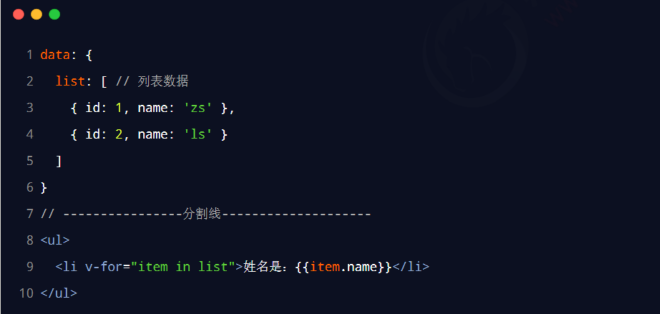 1 data: {
2 list: [ // 列表数据
3 { id: 1, name: 'zs' },
4 { id: 2, name: 'ls' }
5 ]
6 }
7 // ----------------分割线--------------------
8 <ul>
9 <li v-for="item in list">姓名是：{{item.name}}</li>
10 </ul>